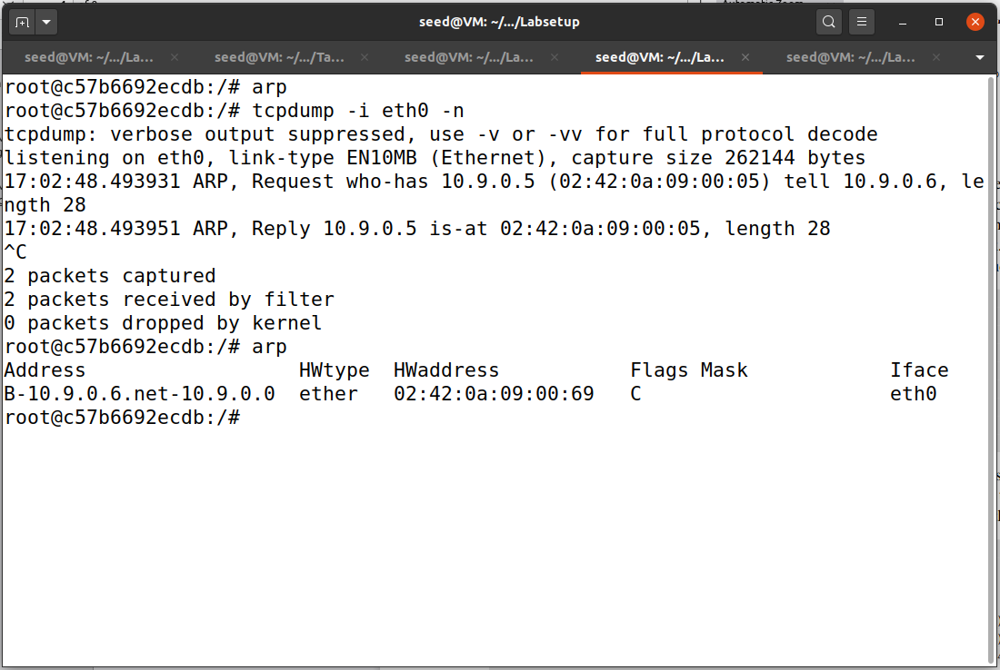 seed@VM: ~/.../Labsetup
seed@VM: ~/.../La...
seed@VM: ~/.../Ta...
seed@VM: ~/.../La...
seed@VM: ~/.../La...
seed@VM: ~/.../La...
root@c57b6692ecdb:/# arp
root@c57b6692ecdb:/# tcpdump -i eth0 -n
tcpdump: verbose output suppressed, use -v or -vv for full protocol decode
listening on eth0, link-type EN10MB (Ethernet), capture size 262144 bytes
17:02:48.493931 ARP, Request who-has 10.9.0.5 (02:42:0a:09:00:05) tell 10.9.0.6, le
ngth 28
17:02:48.493951 ARP, Reply 10.9.0.5 is-at 02:42:0a:09:00:05, length 28
^C
2 packets captured
2 packets received by filter
0 packets dropped by kernel
root@c57b6692ecdb:/# arp
Address HWtype HWaddress Flags Mask Iface
B-10.9.0.6.net-10.9.0.0 ether 02:42:0a:09:00:69 C eth0
root@c57b6692ecdb:/#